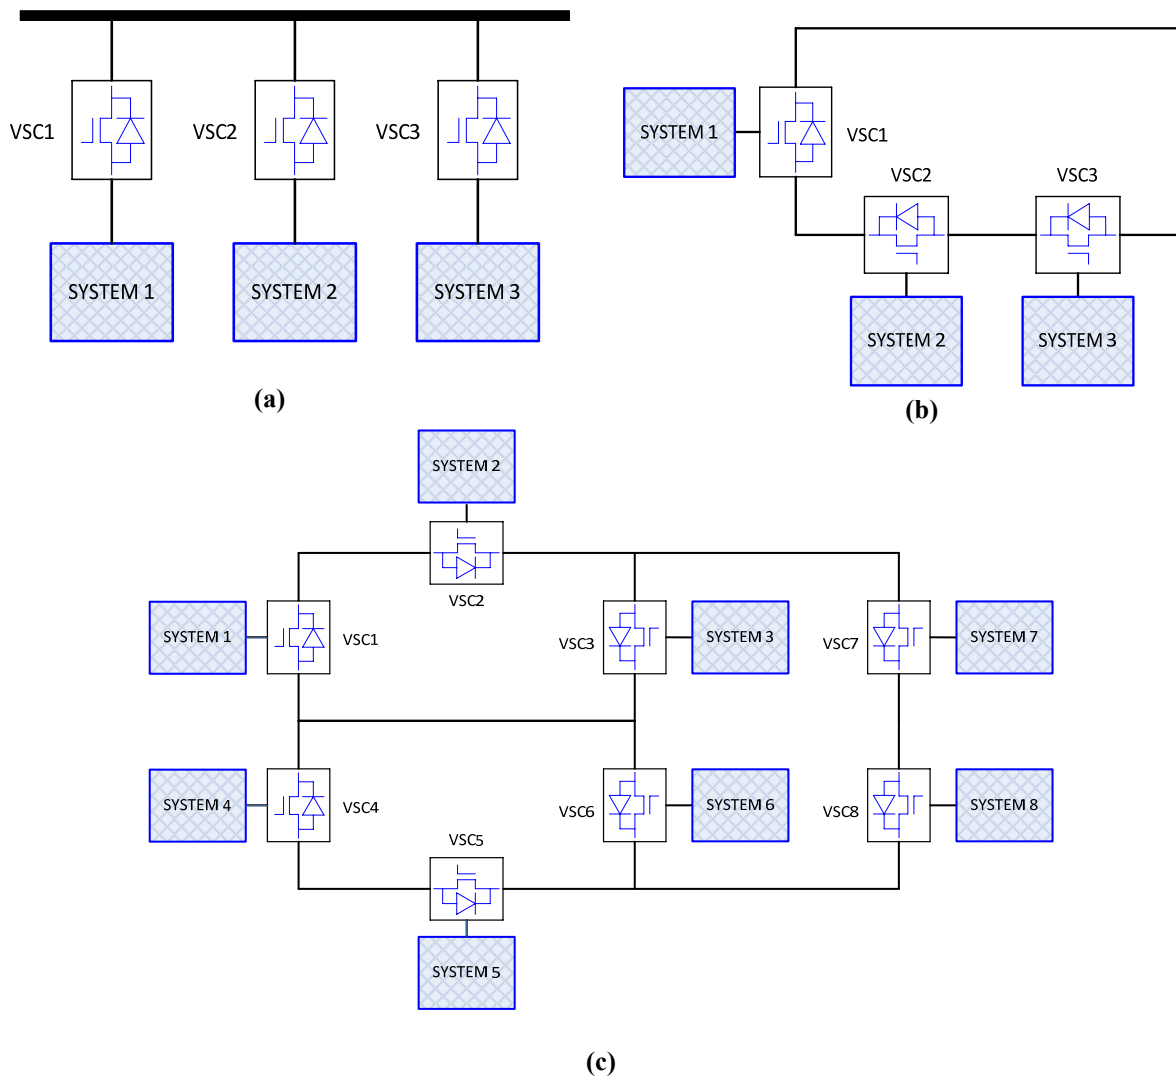 VSC1
VSC2
VSC3
SYSTEM 1
SYSTEM 2
SYSTEM 3
(a)
SYSTEM 1
VSC1
VSC2
VSC3
SYSTEM 2
SYSTEM 3
(b)
SYSTEM 2
VSC2
SYSTEM 1
VSC1
VSC3
SYSTEM 3
VSC7
SYSTEM 7
SYSTEM 4
VSC4
VSC6
SYSTEM 6
VSC8
SYSTEM 8
VSC5
SYSTEM 5
(c)